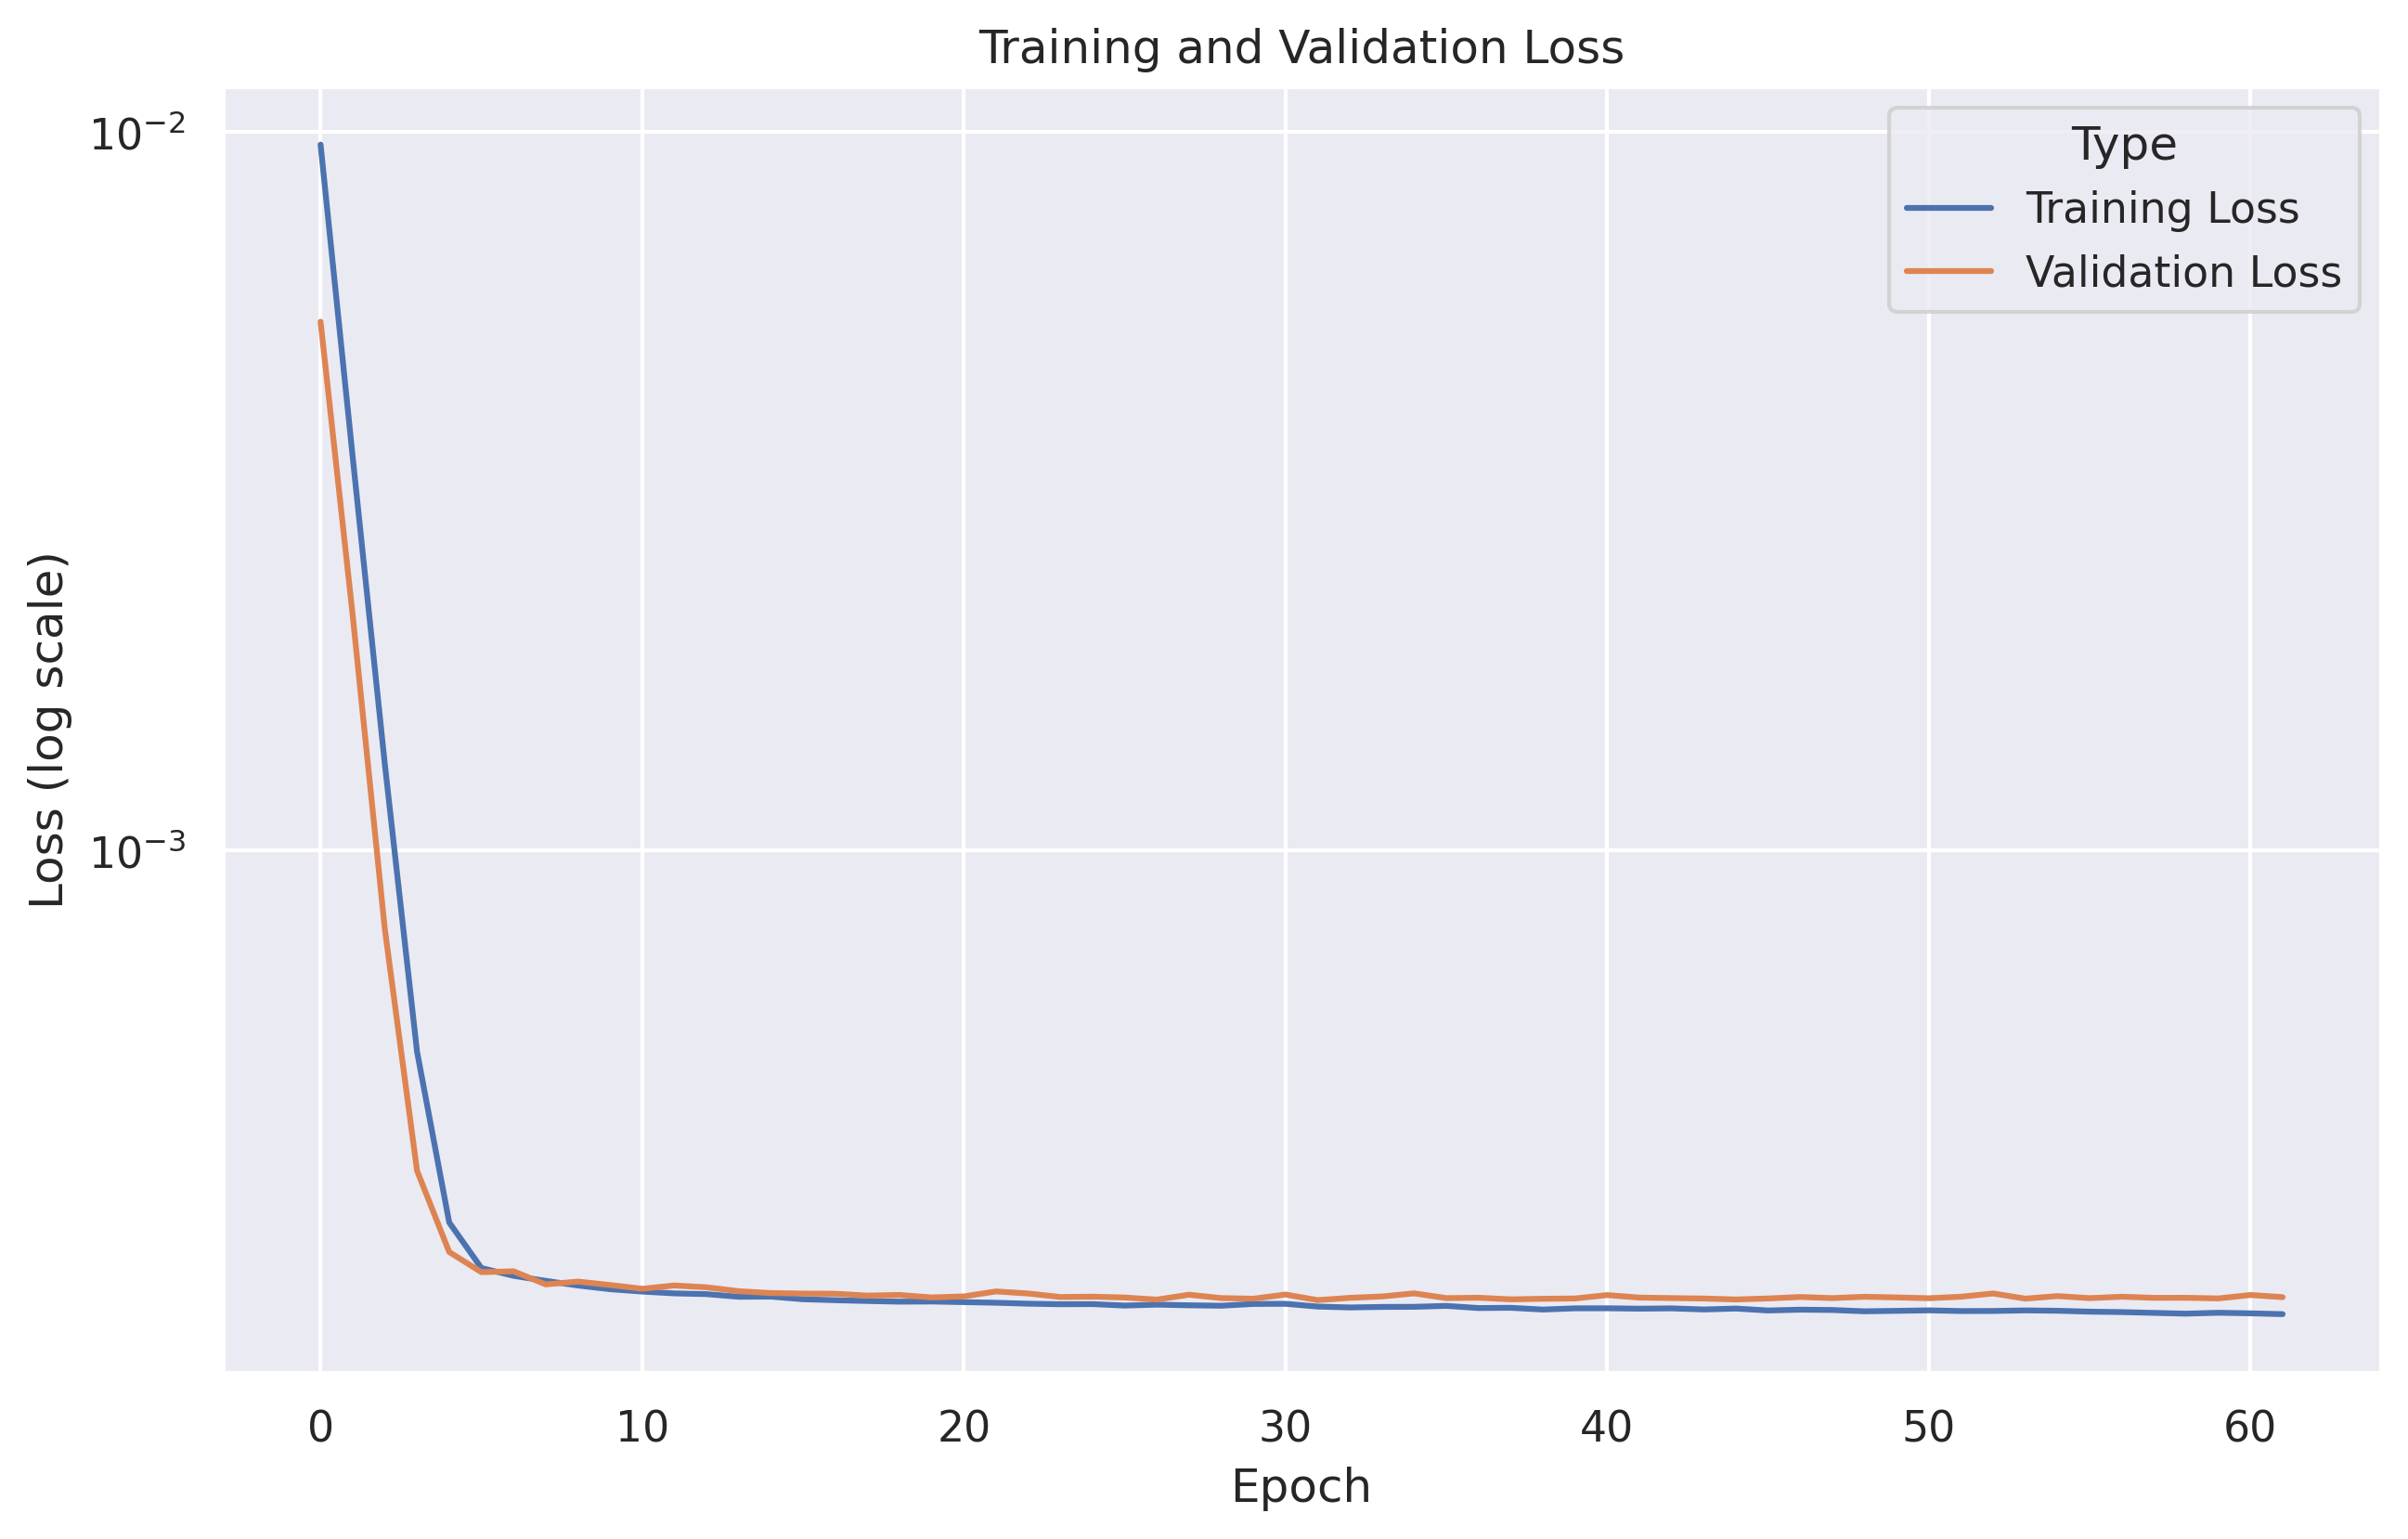 Training and Validation Loss
10⁻²
10⁻³
Loss (log scale)
Type
Training Loss
Validation Loss
0 10 20 30 40 50 60
Epoch